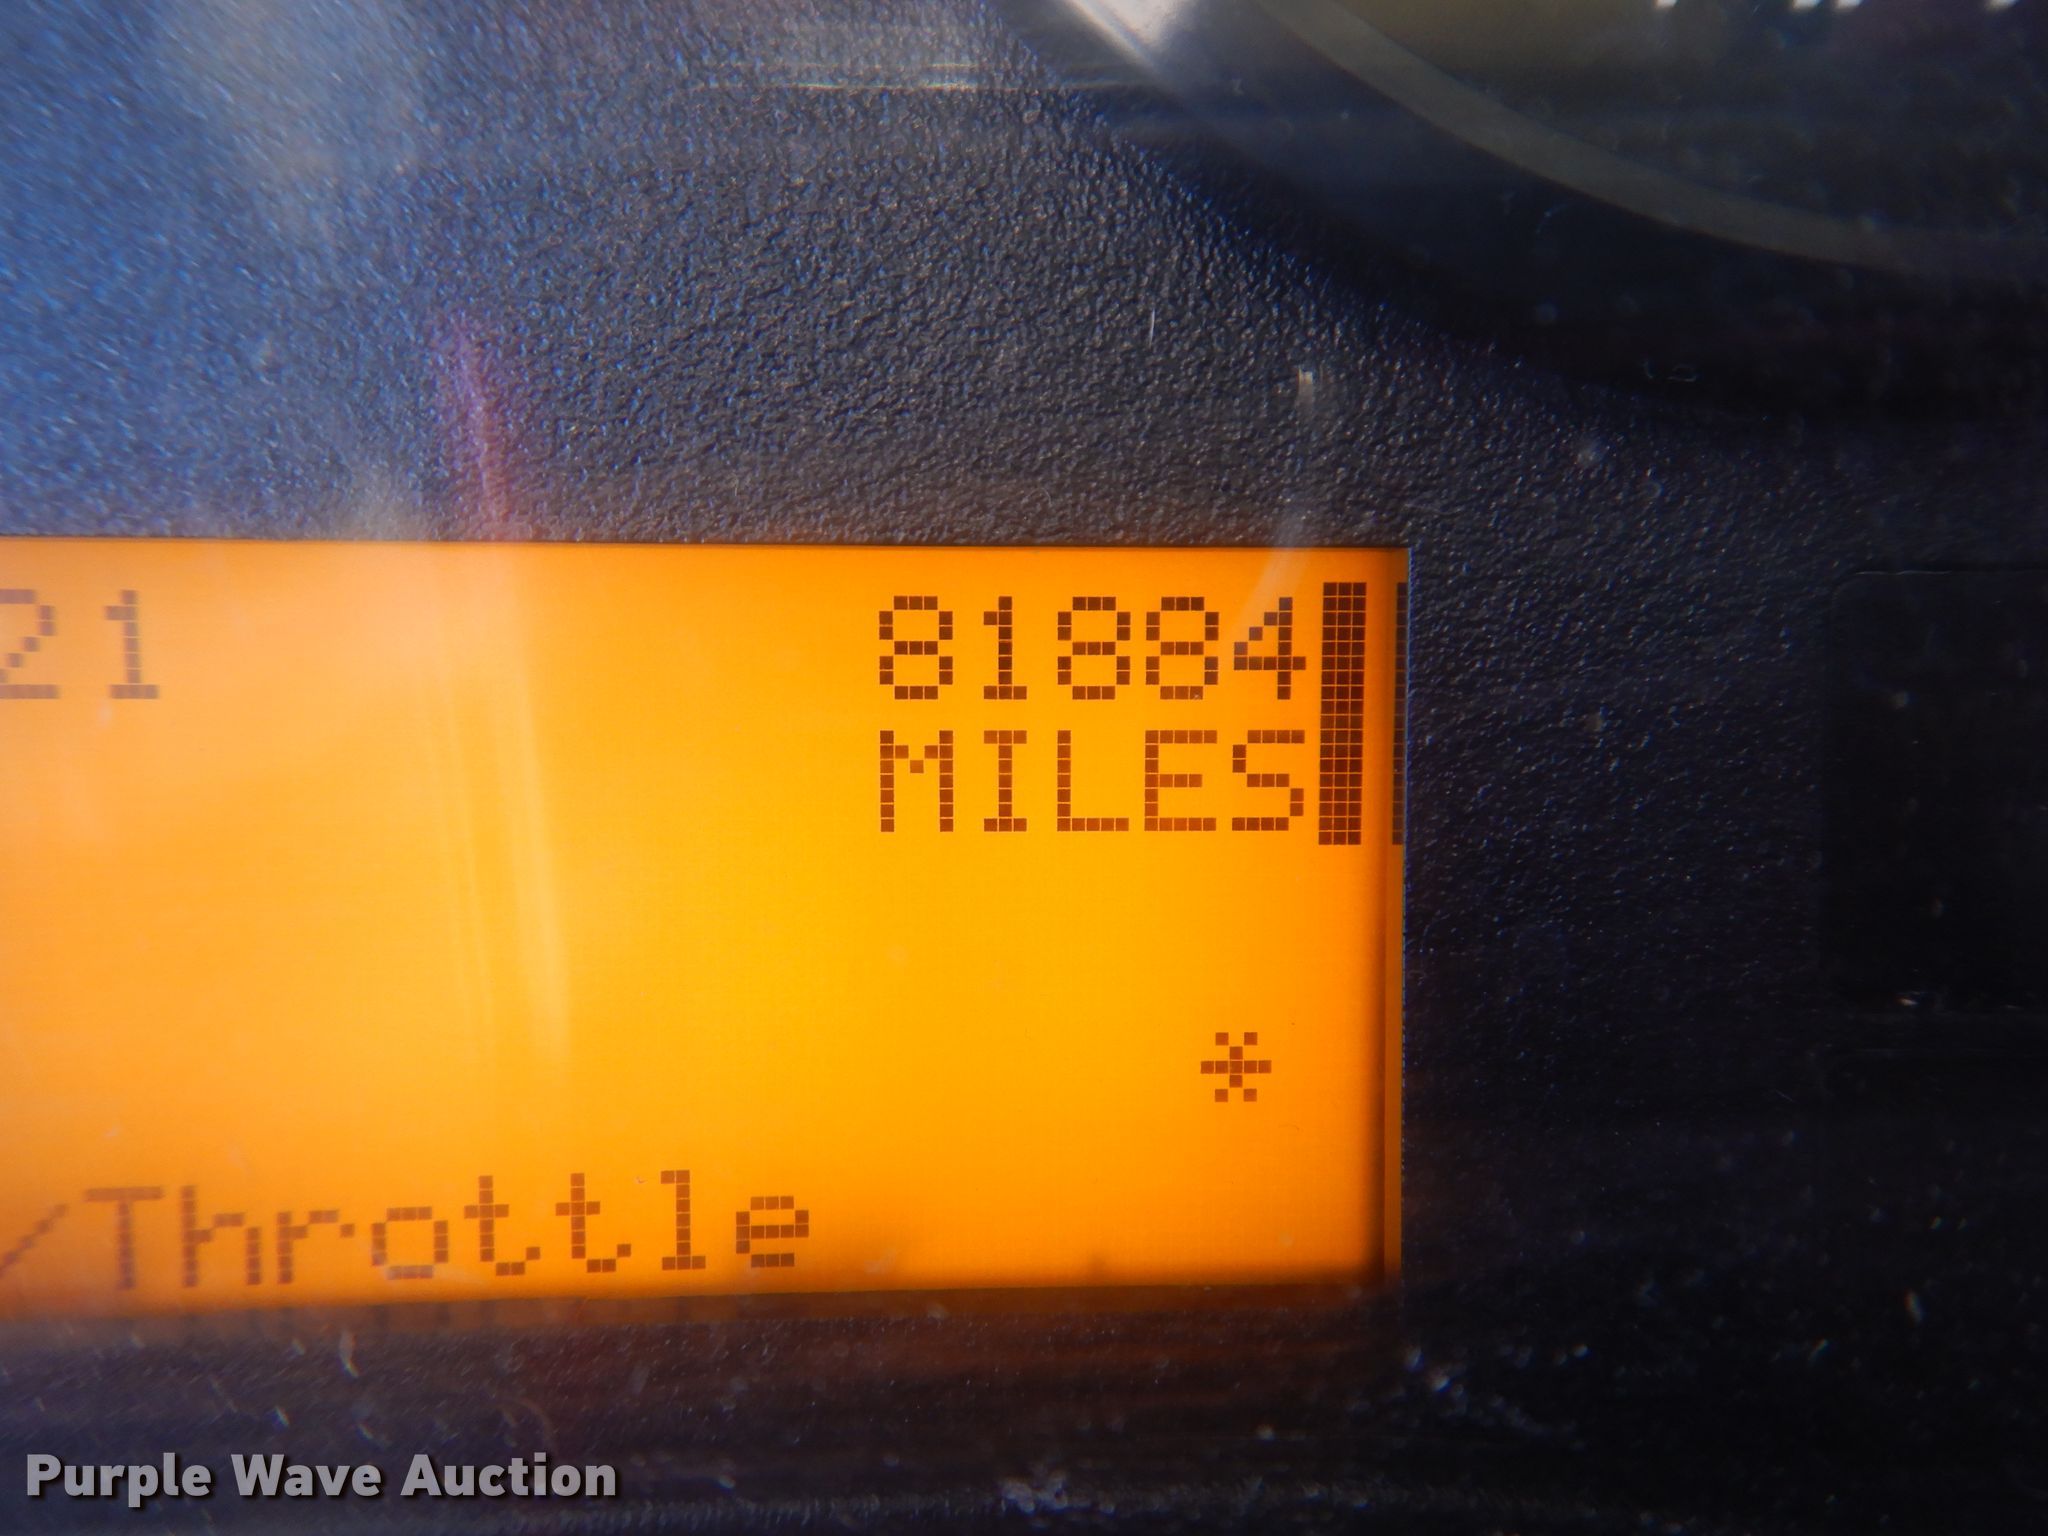 21 81884
MILES
*
/Throttle
Purple Wave Auction